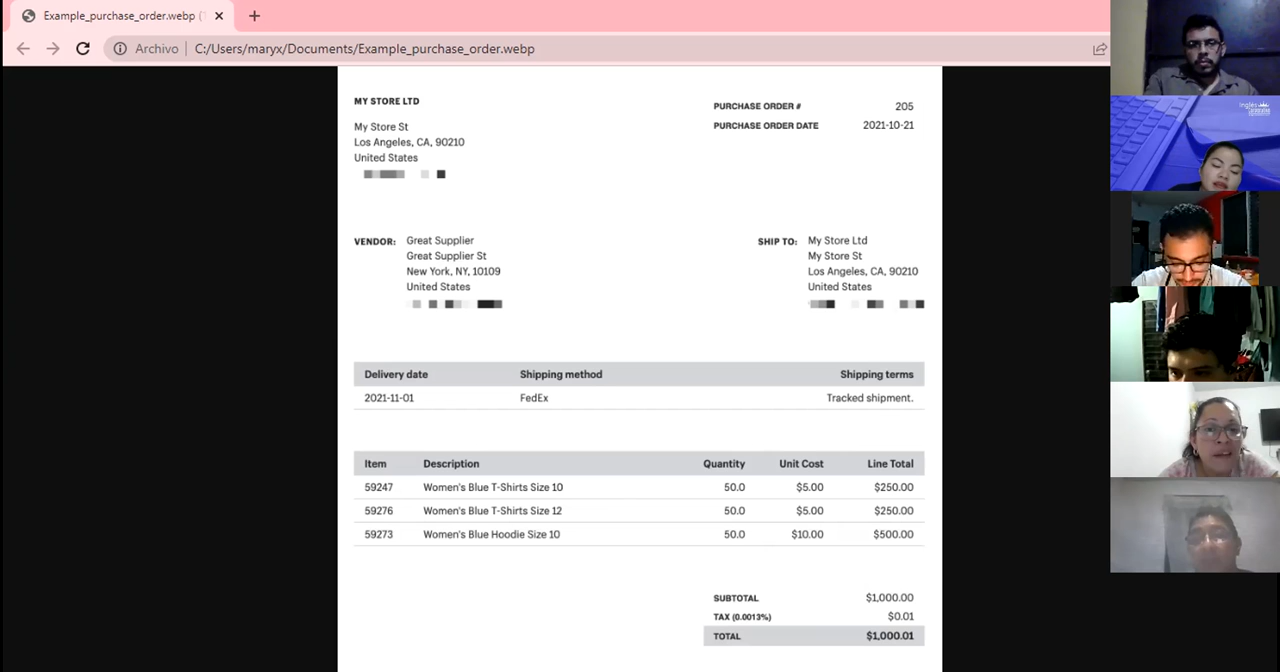 Example_purchase_order.webp (
Archivo
C:/Users/maryx/Documents/Example_purchase_order.webp
MY STORE LTD
My Store St
Los Angeles, CA, 90210
United States
PURCHASE ORDER # 205
PURCHASE ORDER DATE 2021-10-21
VENDOR: Great Supplier
Great Supplier St
New York, NY, 10109
United States
SHIP TO: My Store Ltd
My Store St
Los Angeles, CA, 90210
United States
Delivery date Shipping method Shipping terms
2021-11-01 FedEx Tracked shipment.
Item Description Quantity Unit Cost Line Total
59247 Women's Blue T-Shirts Size 10 50.0 $5.00 $250.00
59276 Women's Blue T-Shirts Size 12 50.0 $5.00 $250.00
59273 Women's Blue Hoodie Size 10 50.0 $10.00 $500.00
SUBTOTAL $1,000.00
TAX (0.0013%) $0.01
TOTAL $1,000.01
Ingles